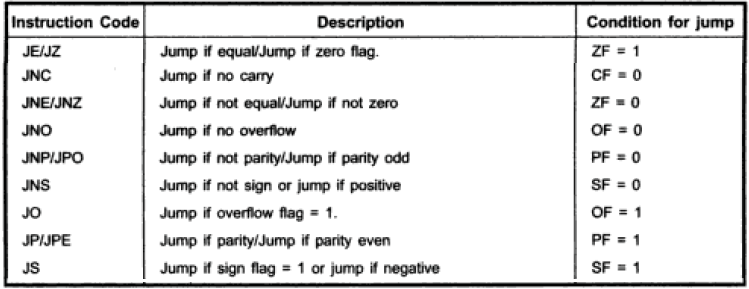 Instruction Code Description Condition for jump
JE/JZ Jump if equal/Jump if zero flag. ZF = 1
JNC Jump if no carry CF = 0
JNE/JNZ Jump if not equal/Jump if not zero ZF = 0
JNO Jump if no overflow OF = 0
JNP/JPO Jump if not parity/Jump if parity odd PF = 0
JNS Jump if not sign or jump if positive SF = 0
JO Jump if overflow flag = 1. OF = 1
JP/JPE Jump if parity/Jump if parity even PF = 1
JS Jump if sign flag = 1 or jump if negative SF = 1